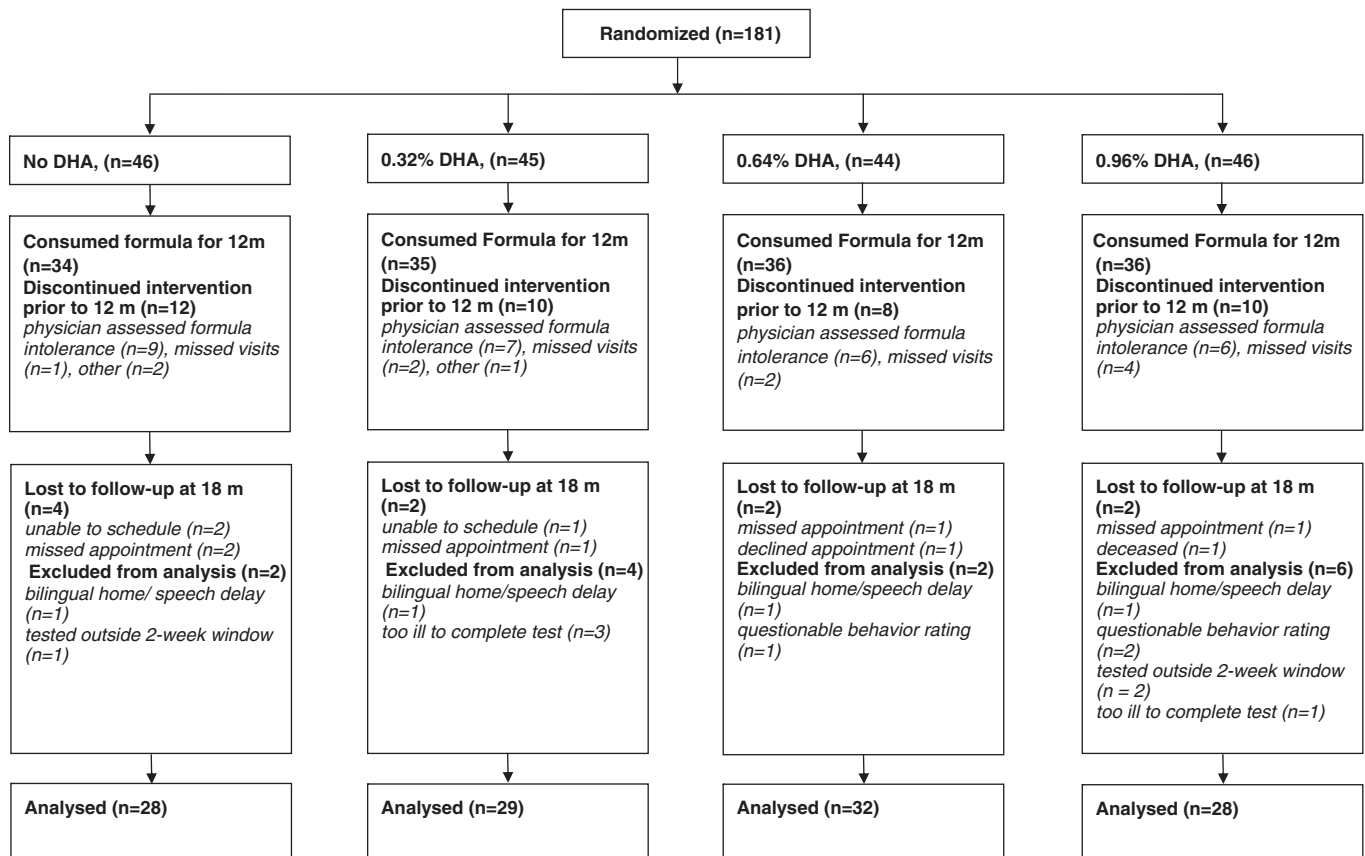 Randomized (n=181)
No DHA, (n=46)
0.32% DHA, (n=45)
0.64% DHA, (n=44)
0.96% DHA, (n=46)
Consumed formula for 12m
(n=34)
Discontinued intervention
prior to 12 m (n=12)
physician assessed formula
intolerance (n=9), missed visits
(n=1), other (n=2)
Consumed Formula for 12m
(n=35)
Discontinued intervention
prior to 12 m (n=10)
physician assessed formula
intolerance (n=7), missed visits
(n=2), other (n=1)
Consumed Formula for 12m
(n=36)
Discontinued intervention
prior to 12 m (n=8)
physician assessed formula
intolerance (n=6), missed visits
(n=2)
Consumed Formula for 12m
(n=36)
Discontinued intervention
prior to 12 m (n=10)
physician assessed formula
intolerance (n=6), missed visits
(n=4)
Lost to follow-up at 18 m
(n=4)
unable to schedule (n=2)
missed appointment (n=2)
Excluded from analysis (n=2)
bilingual home/ speech delay
(n=1)
tested outside 2-week window
(n=1)
Lost to follow-up at 18 m
(n=2)
unable to schedule (n=1)
missed appointment (n=1)
Excluded from analysis (n=4)
bilingual home/speech delay
(n=1)
too ill to complete test (n=3)
Lost to follow-up at 18 m
(n=2)
missed appointment (n=1)
declined appointment (n=1)
Excluded from analysis (n=2)
bilingual home/speech delay
(n=1)
questionable behavior rating
(n=1)
Lost to follow-up at 18 m
(n=2)
missed appointment (n=1)
deceased (n=1)
Excluded from analysis (n=6)
bilingual home/speech delay
(n=1)
questionable behavior rating
(n=2)
tested outside 2-week window
(n = 2)
too ill to complete test (n=1)
Analysed (n=28)
Analysed (n=29)
Analysed (n=32)
Analysed (n=28)